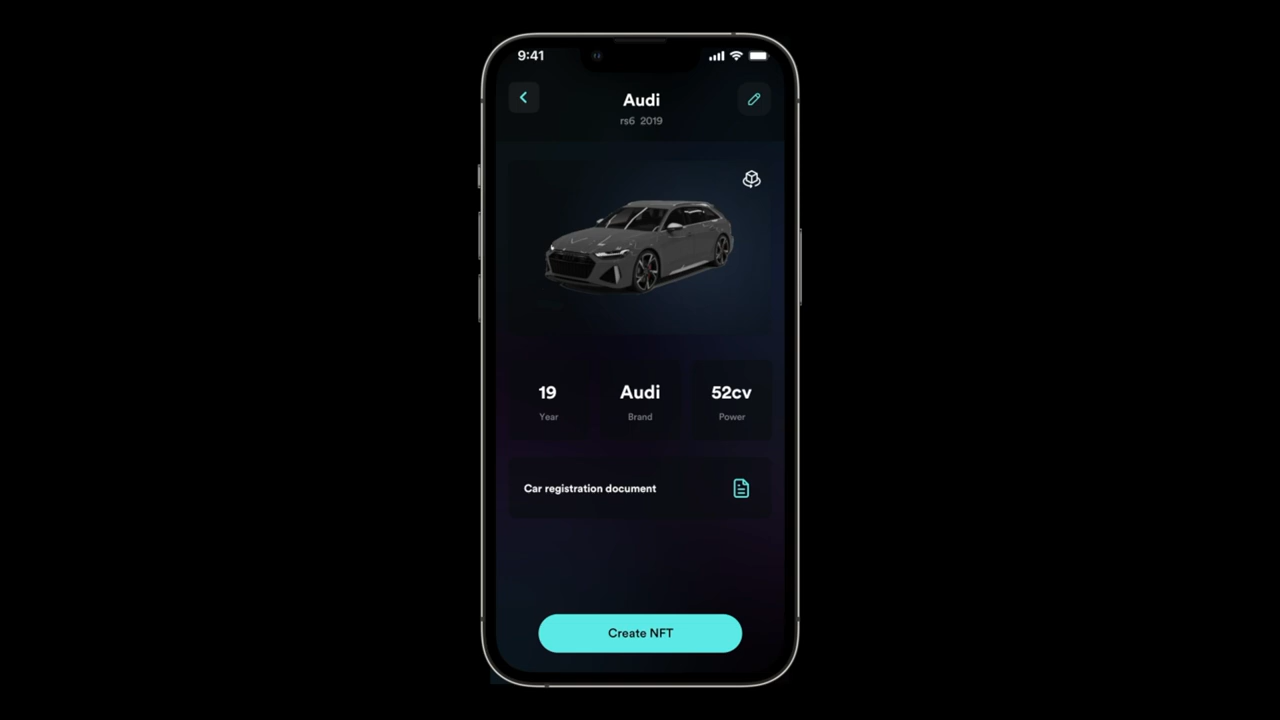 9:41
Audi
rs6 2019
19
Year
Audi
Brand
52cv
Power
Car registration document
Create NFT